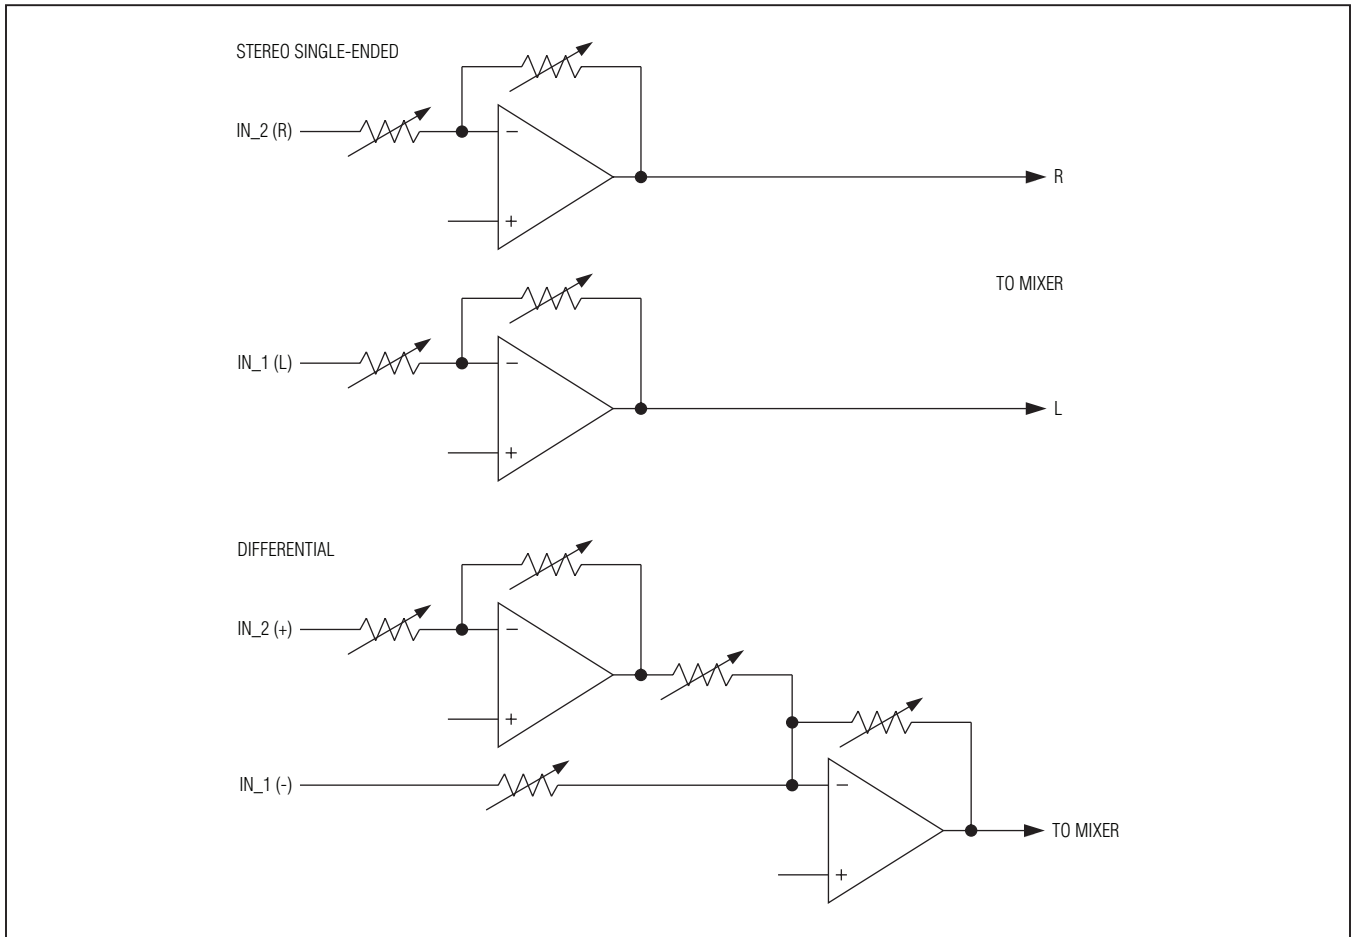 STEREO SINGLE-ENDED
IN_2 (R)
−
+
R
TO MIXER
IN_1 (L)
−
+
L
DIFFERENTIAL
IN_2 (+)
−
+
IN_1 (-)
−
+
TO MIXER